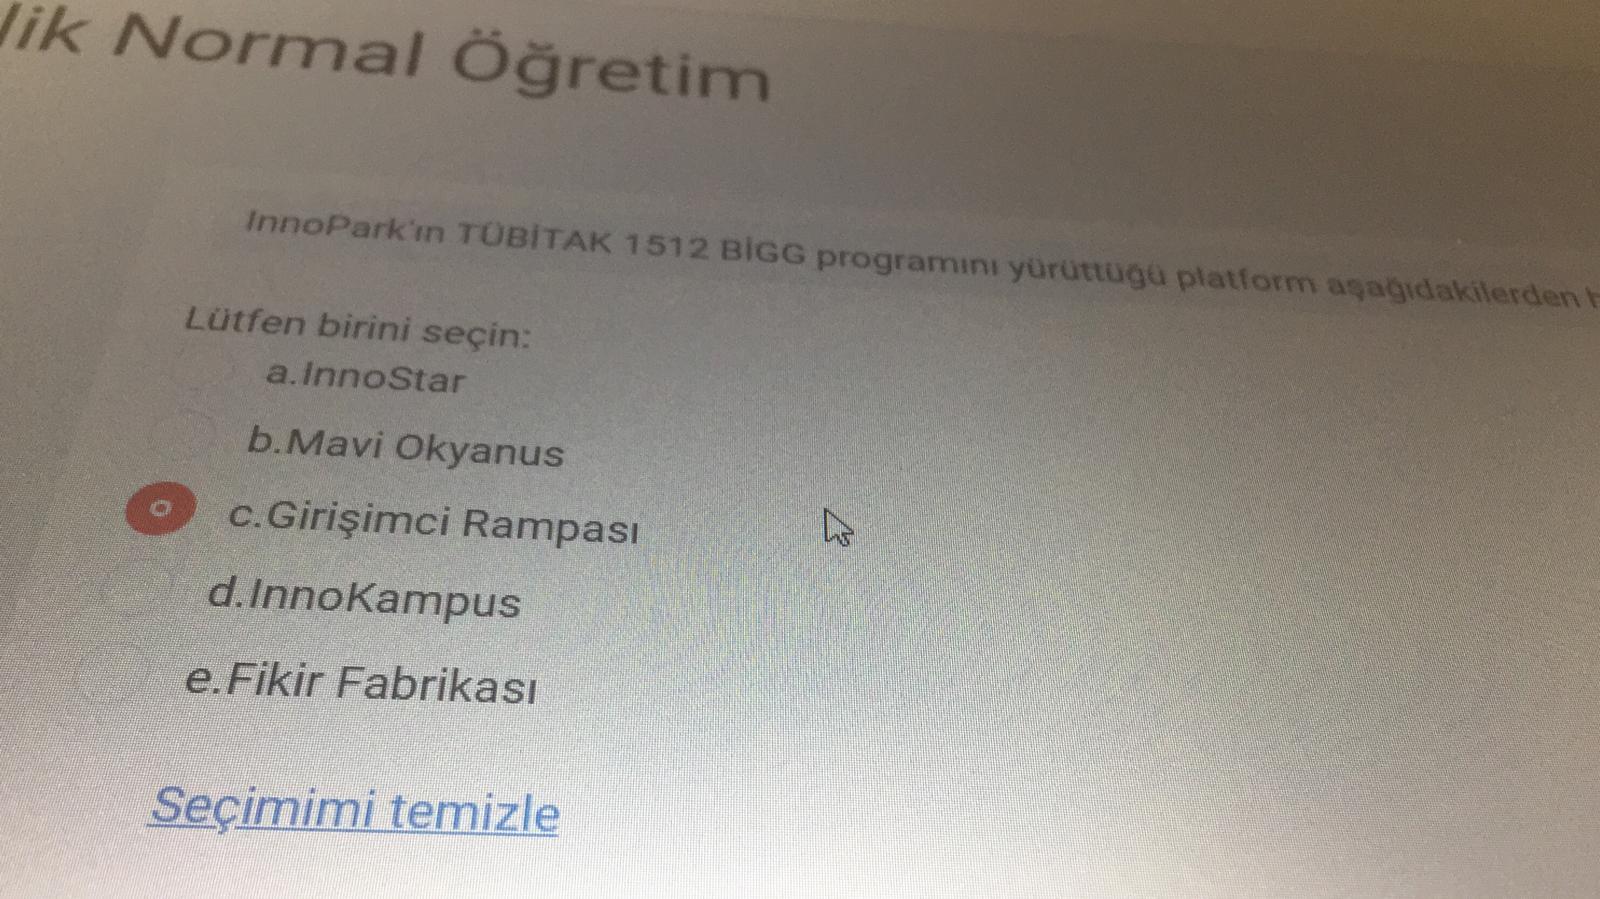 lik Normal Öğretim
InnoPark'ın TÜBİTAK 1512 BİGG programını yürüttüğü platform aşağıdakilerden
Lütfen birini seçin:
a.InnoStar
b.Mavi Okyanus
c.Girişimci Rampası
d.InnoKampus
e.Fikir Fabrikası
Seçimimi temizle